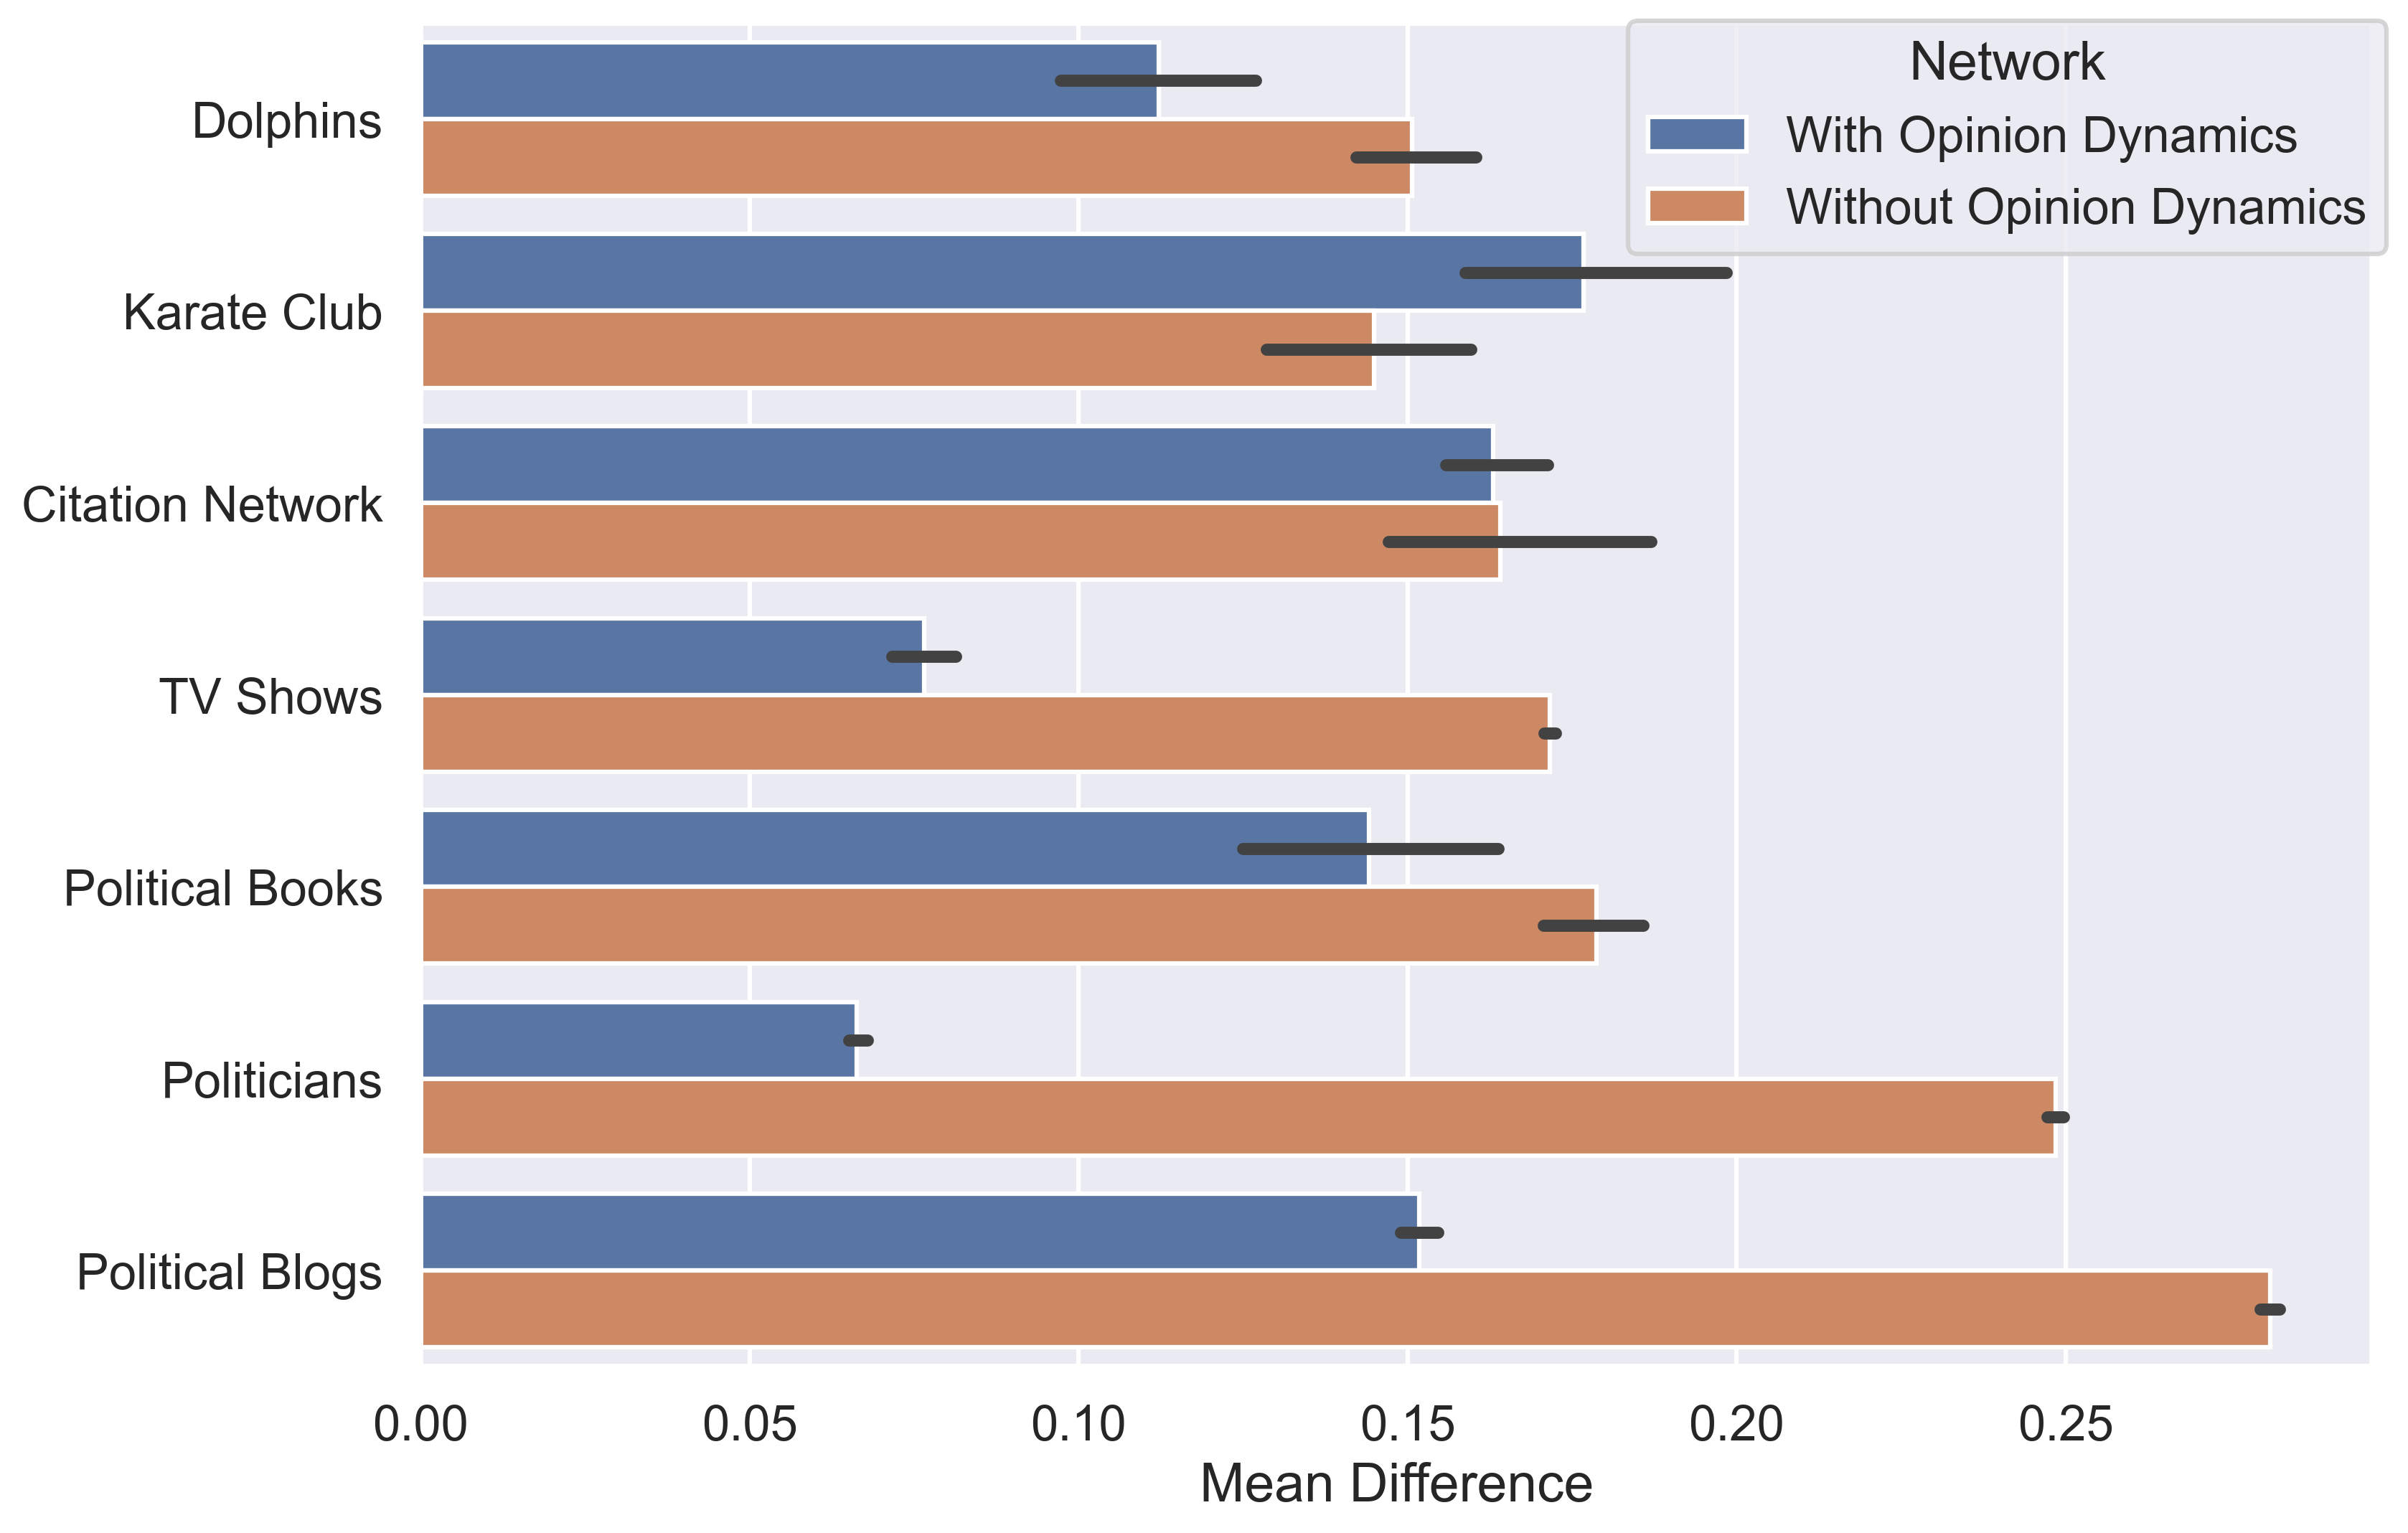 Network
With Opinion Dynamics
Without Opinion Dynamics
Dolphins
Karate Club
Citation Network
TV Shows
Political Books
Politicians
Political Blogs
0.00 0.05 0.10 0.15 0.20 0.25
Mean Difference